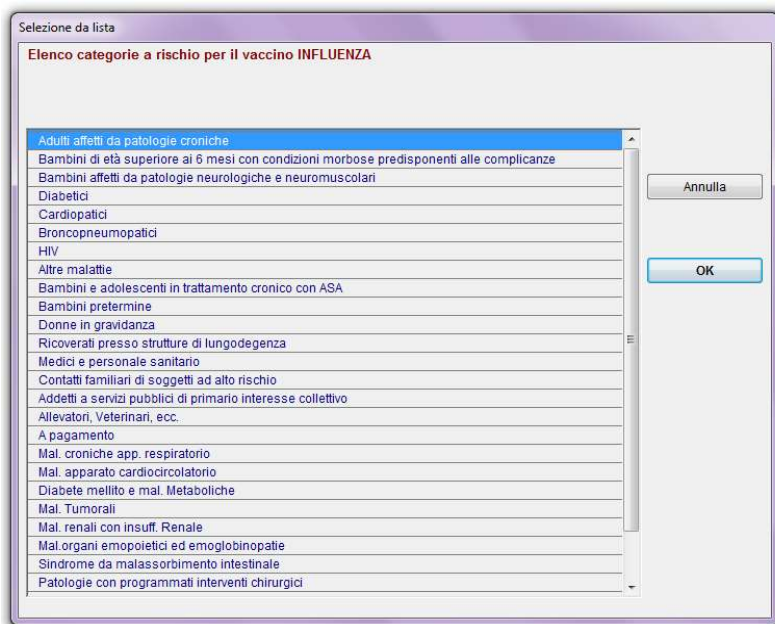 Selezione da lista
Elenco categorie a rischio per il vaccino INFLUENZA
Adulti affetti da patologie croniche
Bambini di età superiore ai 6 mesi con condizioni morbose predisponenti alle complicanze
Bambini affetti da patologie neurologiche e neuromuscolari
Diabetici
Cardiopatici
Broncopneumopatici
HIV
Altre malattie
Bambini e adolescenti in trattamento cronico con ASA
Bambini pretermine
Donne in gravidanza
Ricoverati presso strutture di lungodegenza
Medici e personale sanitario
Contatti familiari di soggetti ad alto rischio
Addetti a servizi pubblici di primario interesse collettivo
Allevatori, Veterinari, ecc.
A pagamento
Mal. croniche app. respiratorio
Mal. apparato cardiocircolatorio
Diabete mellito e mal. Metaboliche
Mal. Tumorali
Mal. renali con insuff. Renale
Mal.organi emopoietici ed emoglobinopatie
Sindrome da malassorbimento intestinale
Patologie con programmati interventi chirurgici
Annulla
OK